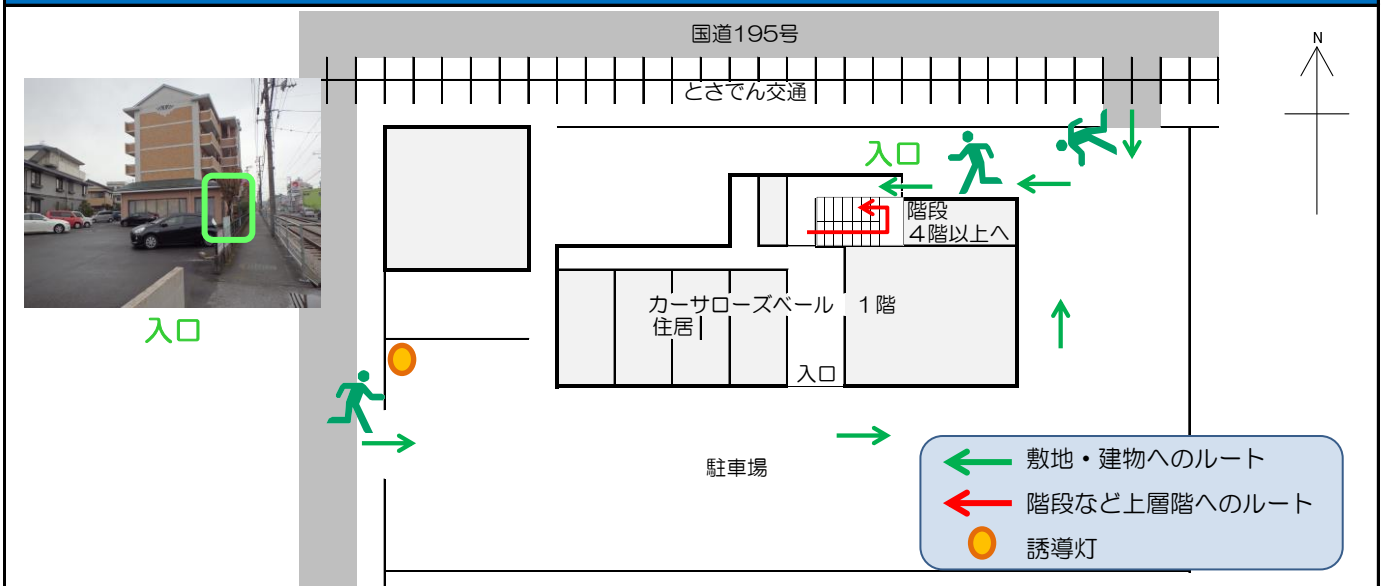 国道195号
N
とさでん交通
入口
階段
４階以上へ
カーサローズベール　１階
住居
入口
入口
駐車場
敷地・建物へのルート
階段など上層階へのルート
誘導灯